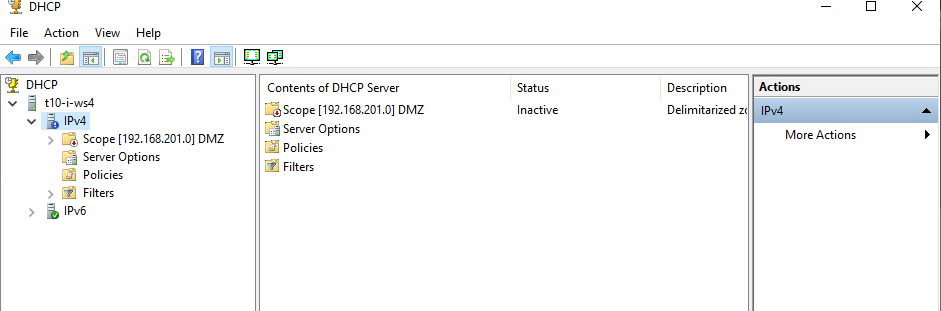 DHCP
File Action View Help
DHCP
t10-i-ws4
IPv4
Scope [192.168.201.0] DMZ
Server Options
Policies
Filters
IPv6
Contents of DHCP Server Status Description
Scope [192.168.201.0] DMZ Inactive Delimitarized zo
Server Options
Policies
Filters
Actions
IPv4
More Actions